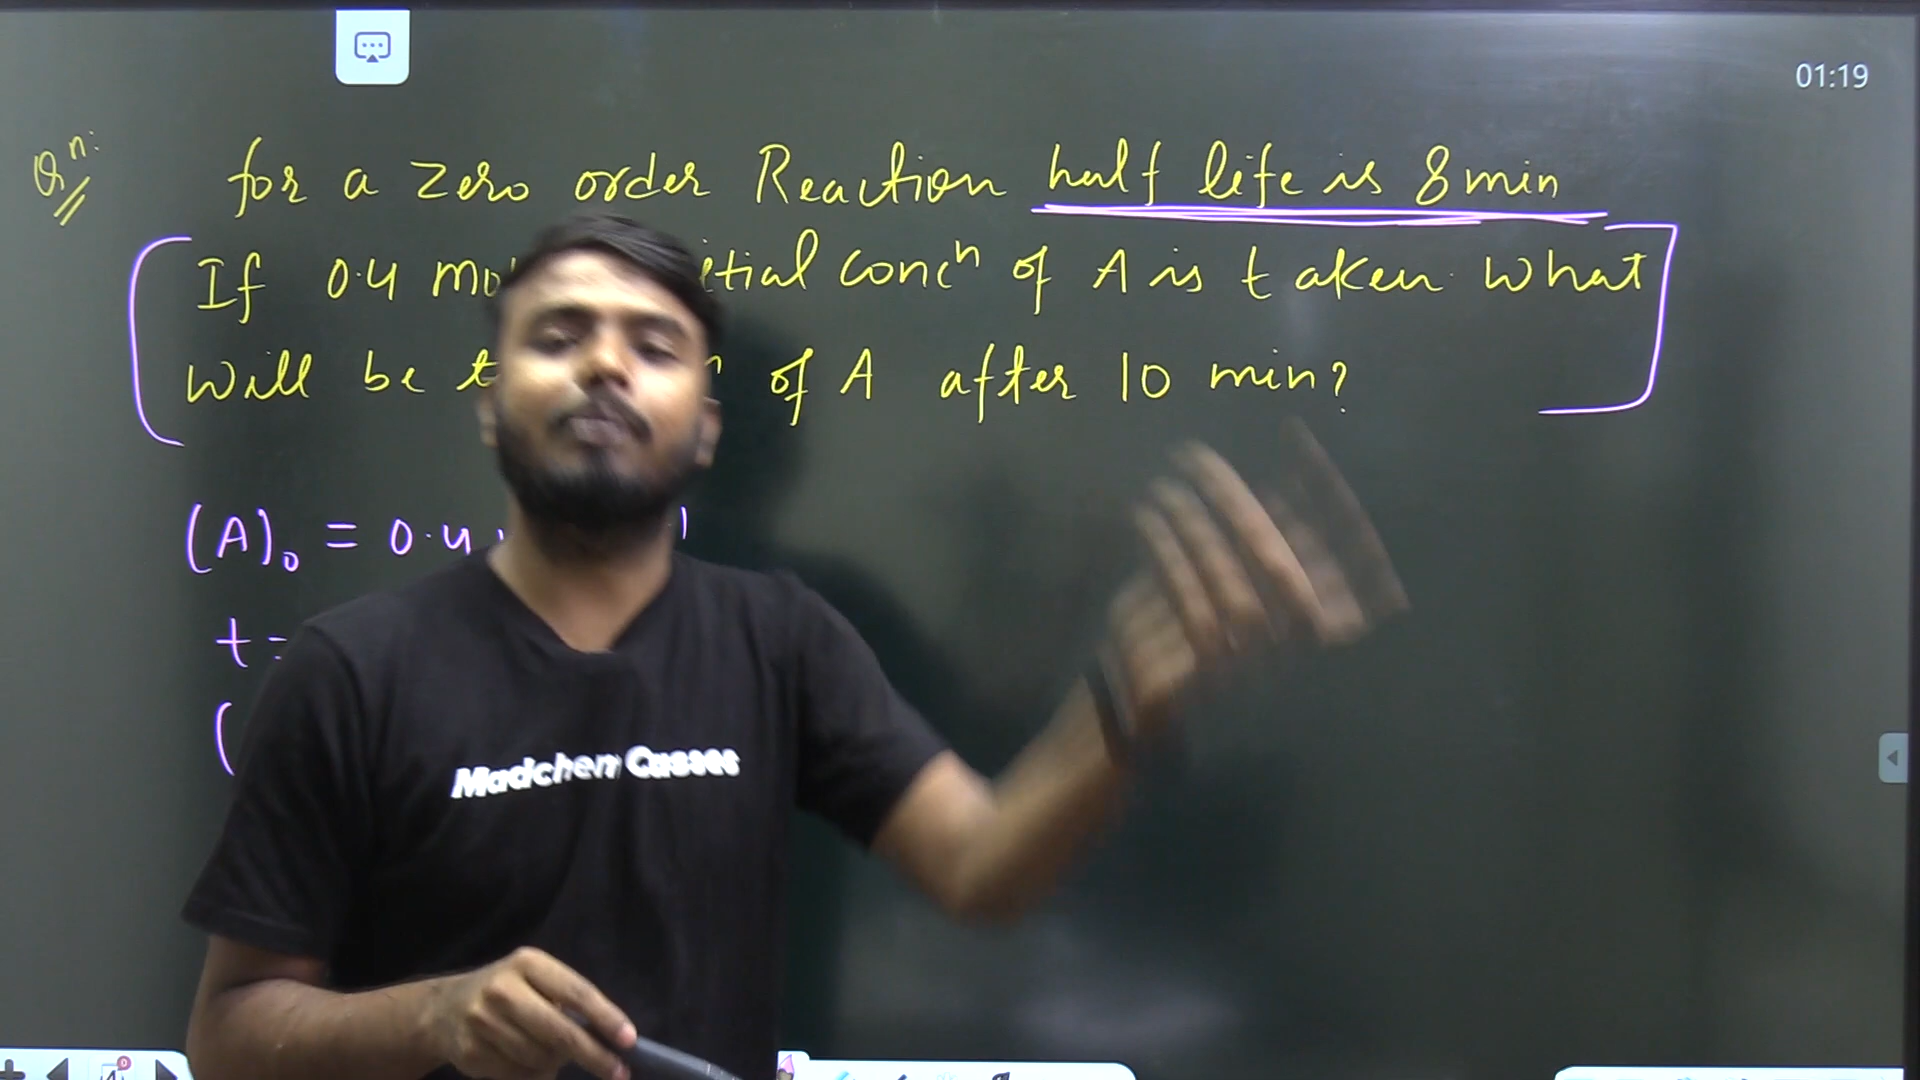 01:19
Qn:
for a Zero order Reaction half life is 8 min
If 0.4 mo itial concn of A is taken. What
Will be t n of A after 10 min?
(A)0 = 0.4
t =
(
Madchem Casses